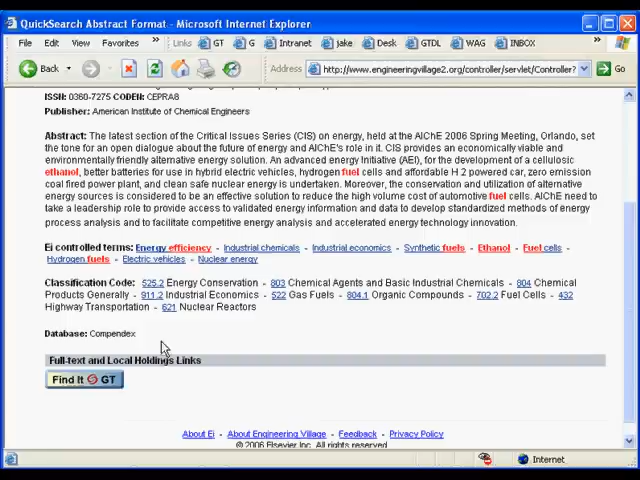 QuickSearch Abstract Format - Microsoft Internet Explorer
File Edit View Favorites » Links GT G Intranet jake Desk GTDL WAG INBOX »
Back » Address http://www.engineeringvillage2.org/controller/servlet/Controller? Go
ISSN: 0360-7275 CODEN: CEPRA8
Publisher: American Institute of Chemical Engineers
Abstract: The latest section of the Critical Issues Series (CIS) on energy, held at the AIChE 2006 Spring Meeting, Orlando, set
the tone for an open dialogue about the future of energy and AIChE's role in it. CIS provides an economically viable and
environmentally friendly alternative energy solution. An advanced energy Initiative (AEI), for the development of a cellulosic
ethanol, better batteries for use in hybrid electric vehicles, hydrogen fuel cells and affordable H 2 powered car, zero emission
coal fired power plant, and clean safe nuclear energy is undertaken. Moreover, the conservation and utilization of alternative
energy sources is considered to be an effective solution to reduce the high volume cost of automotive fuel cells. AIChE need to
take a leadership role to provide access to validated energy information and data to develop standardized methods of energy
process analysis and to facilitate competitive energy analysis and accelerated energy technology innovation.
Ei controlled terms: Energy efficiency - Industrial chemicals - Industrial economics - Synthetic fuels - Ethanol - Fuel cells -
Hydrogen fuels - Electric vehicles - Nuclear energy
Classification Code: 525.2 Energy Conservation - 803 Chemical Agents and Basic Industrial Chemicals - 804 Chemical
Products Generally - 911.2 Industrial Economics - 522 Gas Fuels - 804.1 Organic Compounds - 702.2 Fuel Cells - 432
Highway Transportation - 621 Nuclear Reactors
Database: Compendex
Full-text and Local Holdings Links
Find It GT
About Ei - About Engineering Village - Feedback - Privacy Policy
© 2006 Elsevier Inc. All rights reserved
Internet